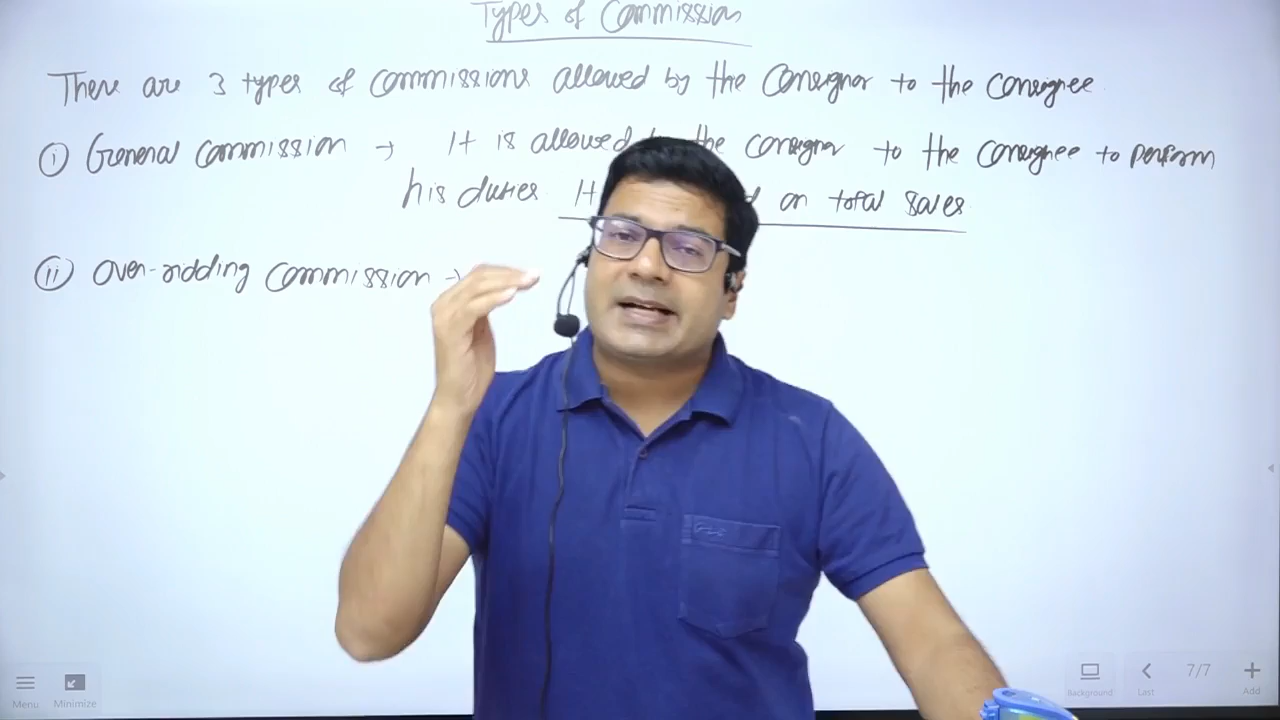 Types of Commission
There are 3 types of commissions allowed by the Consignor to the consignee.
(i) General commission → It is allowed the consignor to the consignee to perform
his duties. on total sales
(ii) Over-ridding Commission →
Menu
Minimize
Background
Last
7/7
Add